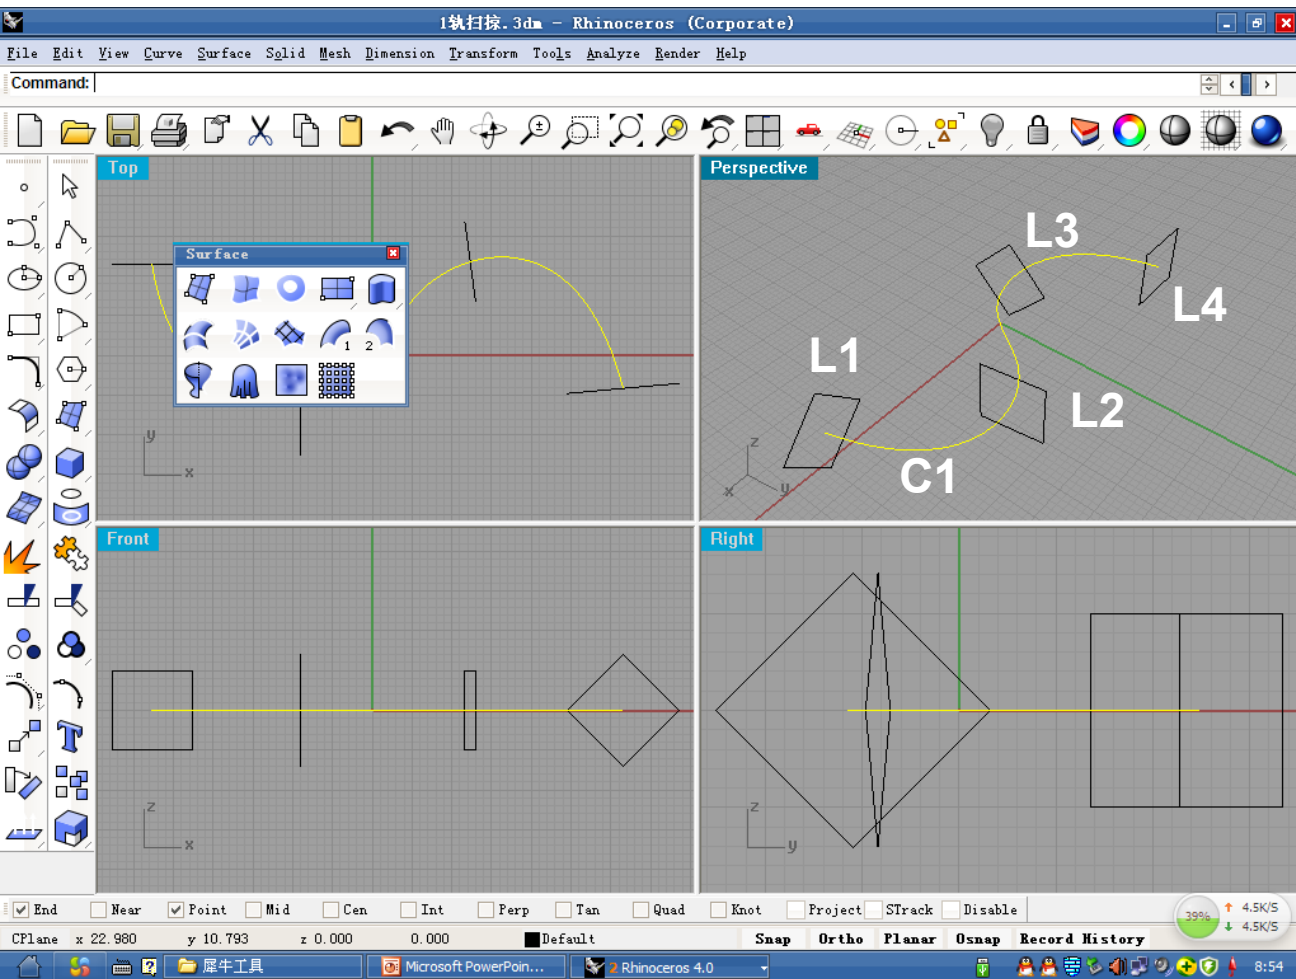 1轨扫掠.3dm - Rhinoceros (Corporate)
File Edit View Curve Surface Solid Mesh Dimension Transform Tools Analyze Render Help
Command:
Top
Perspective
Surface
1
2
y
x
L3
L4
L1
L2
C1
z
x
y
Front
Right
z
x
z
y
End Near Point Mid Cen Int Perp Tan Quad Knot Project STrack Disable
39%
4.5K/S
4.5K/S
CPlane x 22.980 y 10.793 z 0.000 0.000 Default Snap Ortho Planar Osnap Record History
犀牛工具
Microsoft PowerPoin...
2 Rhinoceros 4.0
8:54